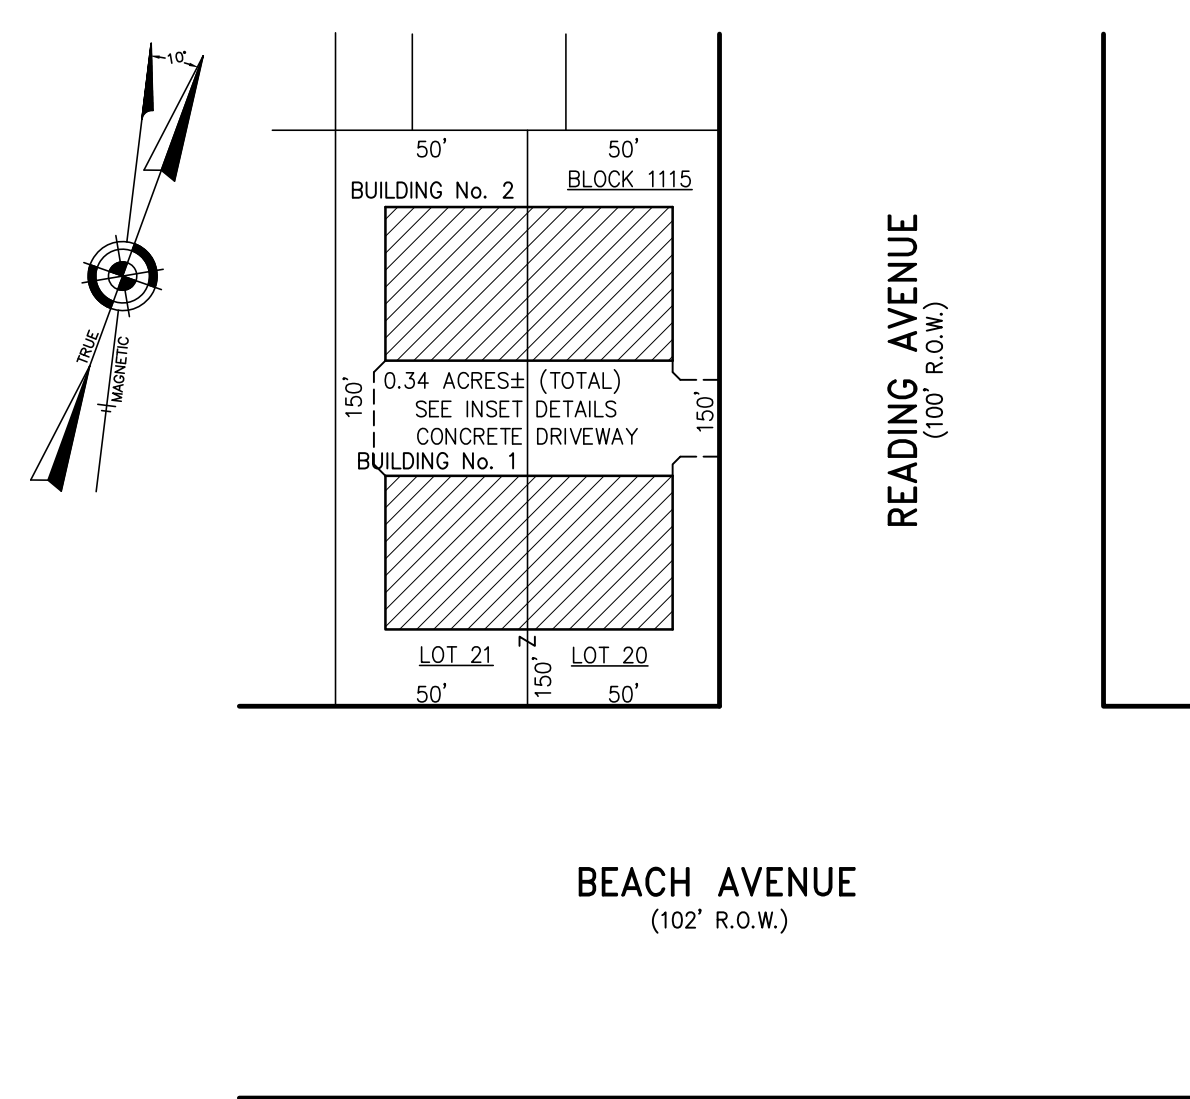 10°
50' 50'
BLOCK 1115
BUILDING No. 2
READING AVENUE
(100' R.O.W.)
TRUE
MAGNETIC
150'
0.34 ACRES± (TOTAL)
SEE INSET DETAILS
CONCRETE DRIVEWAY
150'
BUILDING No. 1
LOT 21
LOT 20
150'
50' 50'
BEACH AVENUE
(102' R.O.W.)